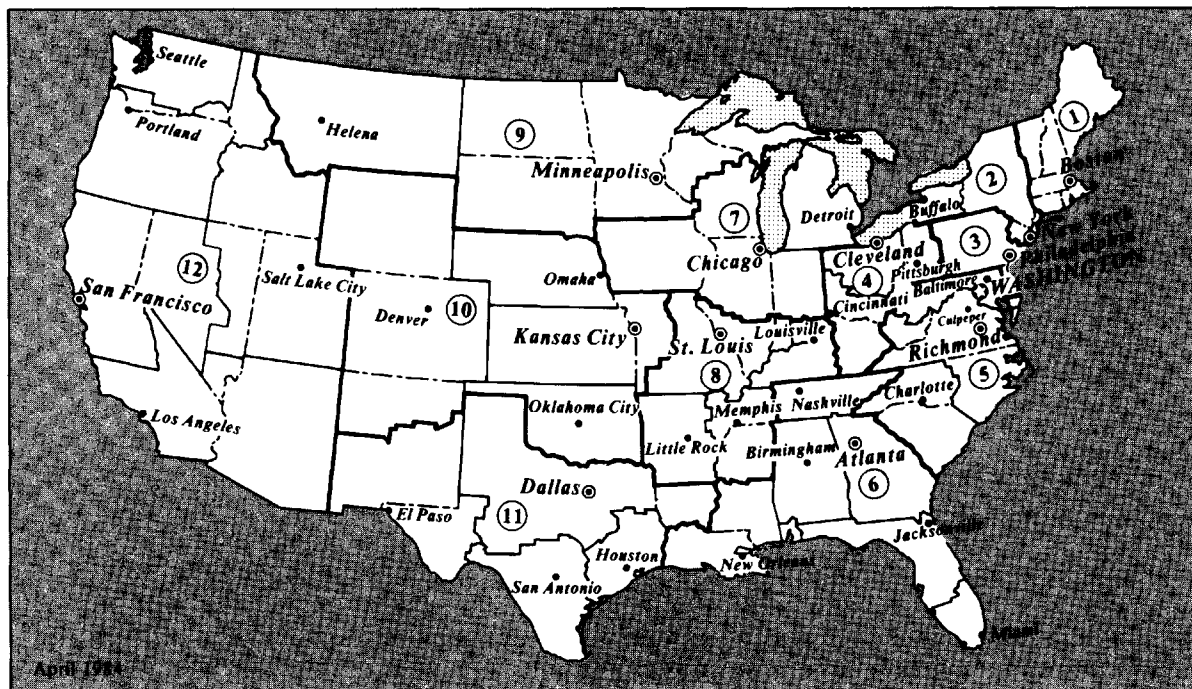 Seattle
Portland
Helena
9
Minneapolis
1
Boston
2
Buffalo
7
Detroit
3
New York
Philadelphia
Cleveland
Chicago
Pittsburgh
4
WASHINGTON
Baltimore
Cincinnati
12
Salt Lake City
San Francisco
Omaha
10
Denver
Kansas City
St. Louis
Louisville
Culpeper
Richmond
8
5
Los Angeles
Oklahoma City
Memphis
Nashville
Charlotte
Little Rock
Birmingham
Atlanta
Dallas
6
El Paso
11
Jacksonville
Houston
New Orleans
San Antonio
Miami
April 1984